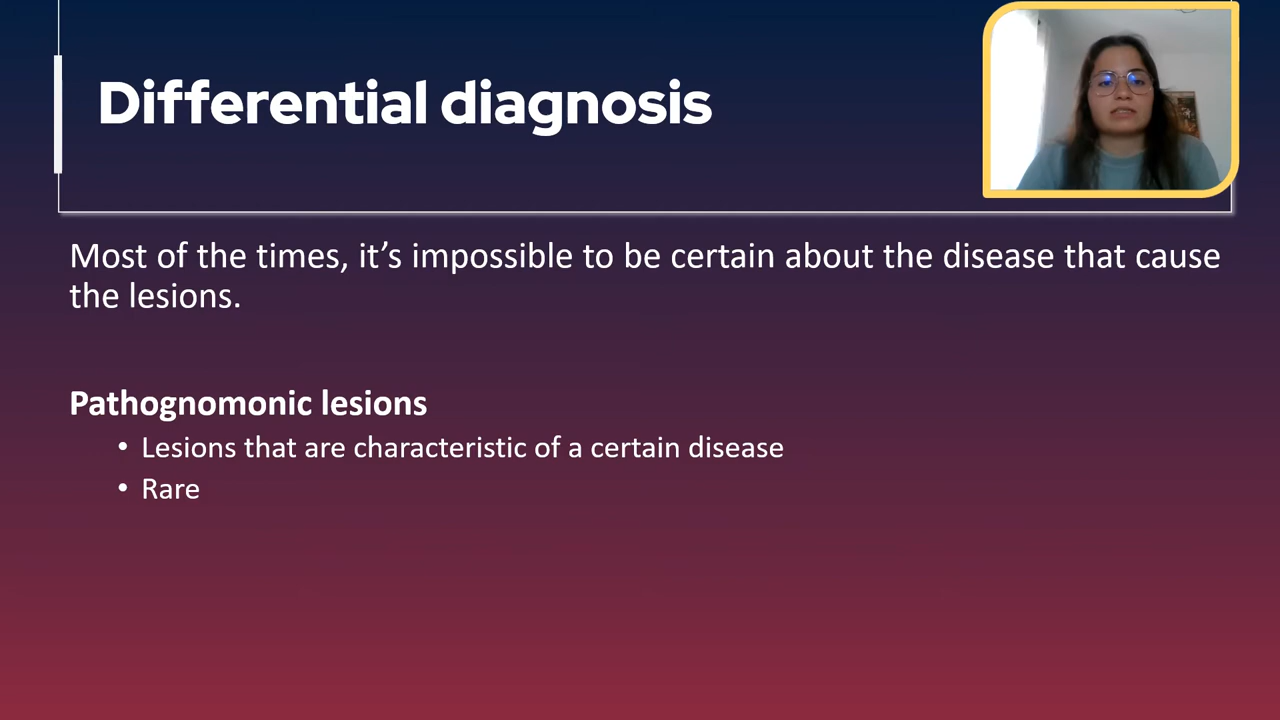 Differential diagnosis
Most of the times, it’s impossible to be certain about the disease that cause
the lesions.
Pathognomonic lesions
• Lesions that are characteristic of a certain disease
• Rare